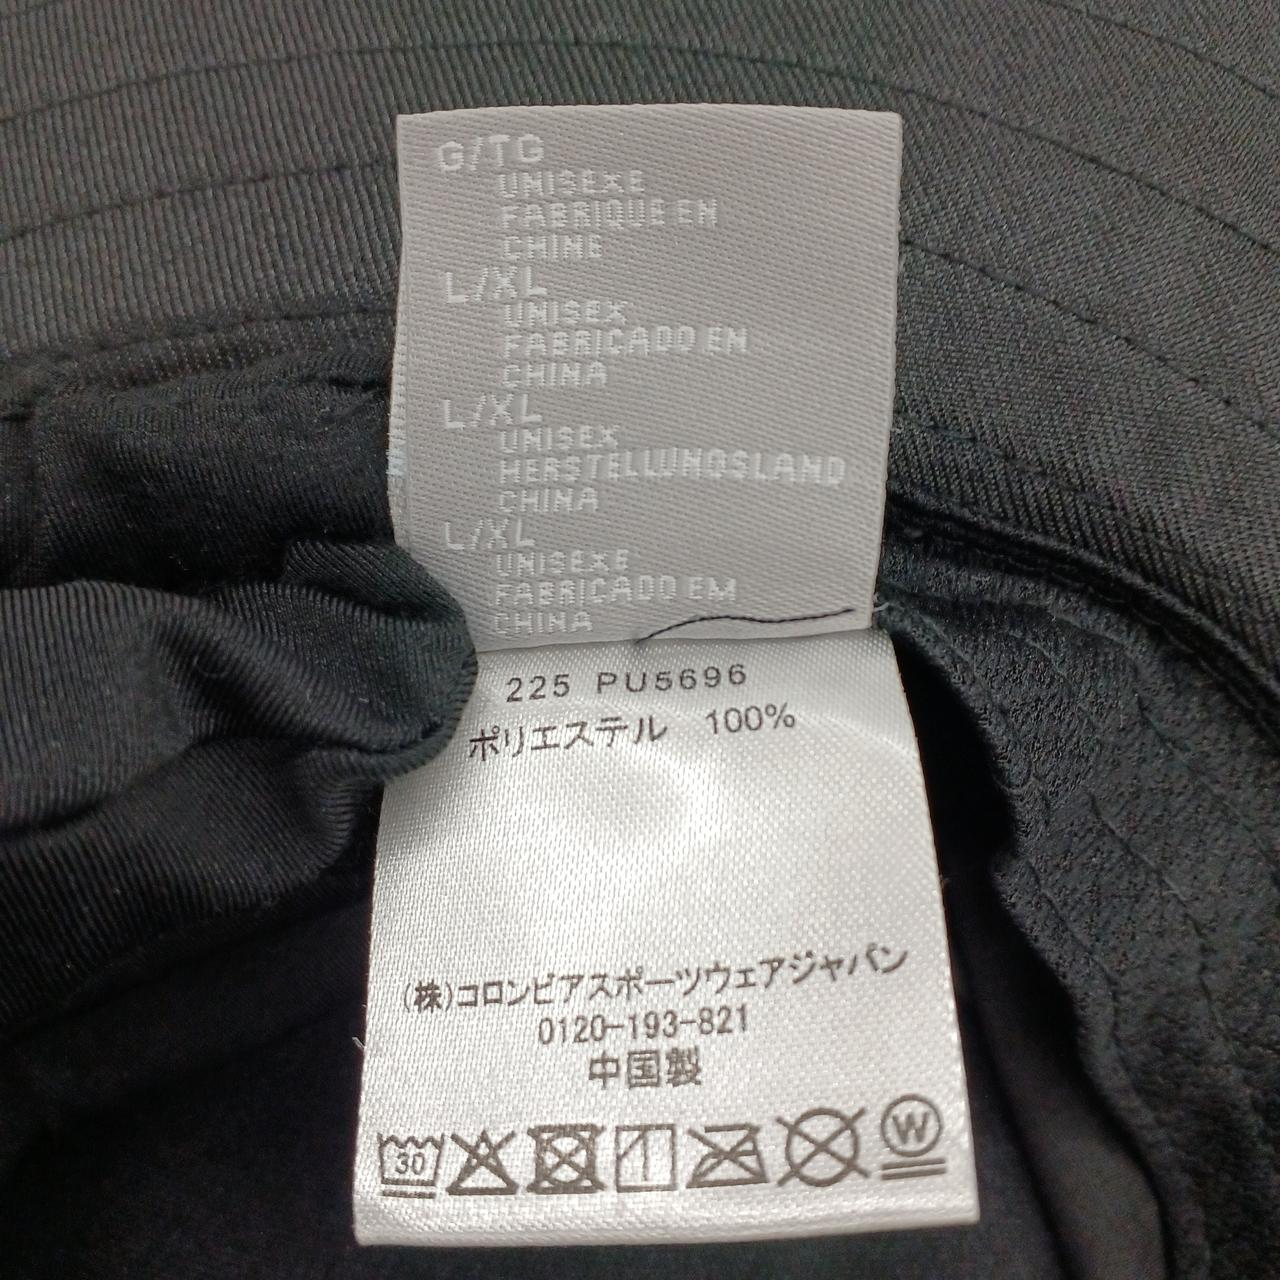 G/TG
UNISEXE
FABRIQUE EN
CHINE
L/XL
UNISEX
FABRICADO EN
CHINA
L/XL
UNISEX
HERSTELLUNGSLAND
CHINA
L/XL
UNISEXE
FABRICADO EM
CHINA
225 PU5696
ポリエステル 100%
(株)コロンビアスポーツウェアジャパン
0120-193-821
中国製
30
W